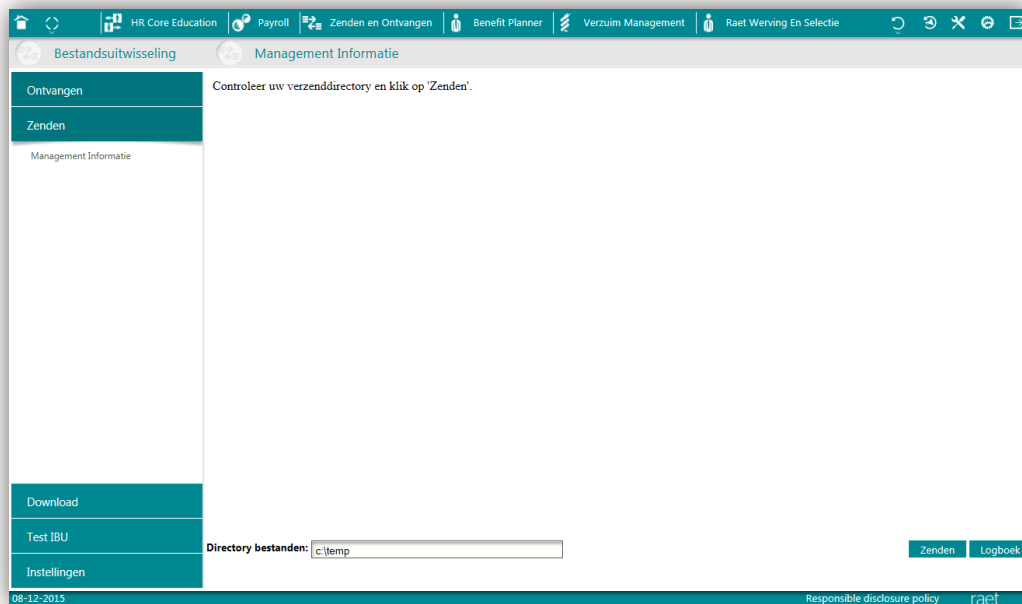 HR Core Education Payroll Zenden en Ontvangen Benefit Planner Verzuim Management Raet Werving En Selectie
Bestandsuitwisseling Management Informatie
Ontvangen
Controleer uw verzenddirectory en klik op 'Zenden'.
Zenden
Management Informatie
Download
Test IBU
Directory bestanden: c:\temp Zenden Logboek
Instellingen
08-12-2015 Responsible disclosure policy raet